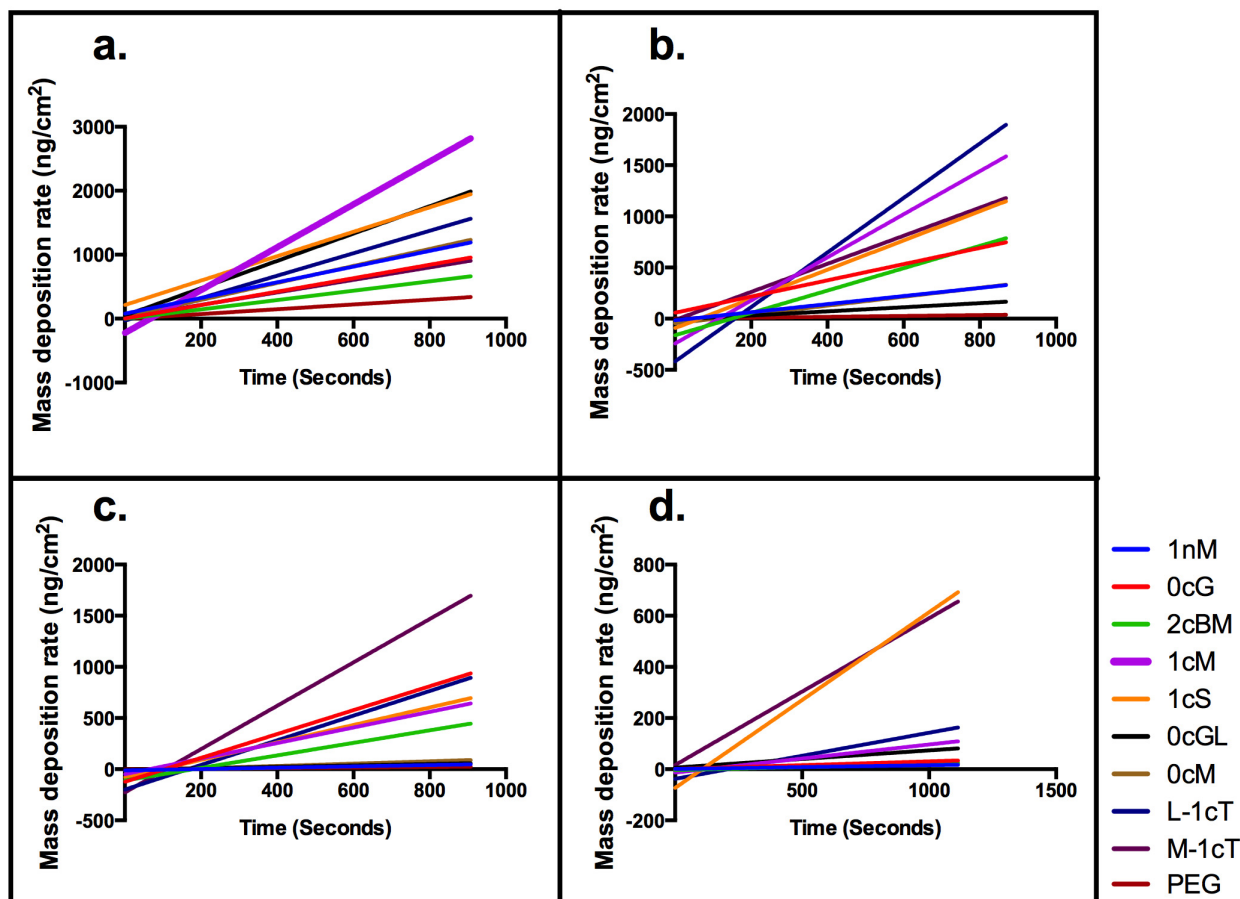 a.
Mass deposition rate (ng/cm²)
3000
2000
1000
0
-1000
200 400 600 800 1000
Time (Seconds)
b.
Mass deposition rate (ng/cm²)
2000
1500
1000
500
0
-500
200 400 600 800 1000
Time (Seconds)
c.
Mass deposition rate (ng/cm²)
2000
1500
1000
500
0
-500
200 400 600 800 1000
Time (Seconds)
d.
Mass deposition rate (ng/cm²)
800
600
400
200
0
-200
500 1000 1500
Time (Seconds)
1nM
0cG
2cBM
1cM
1cS
0cGL
0cM
L-1cT
M-1cT
PEG